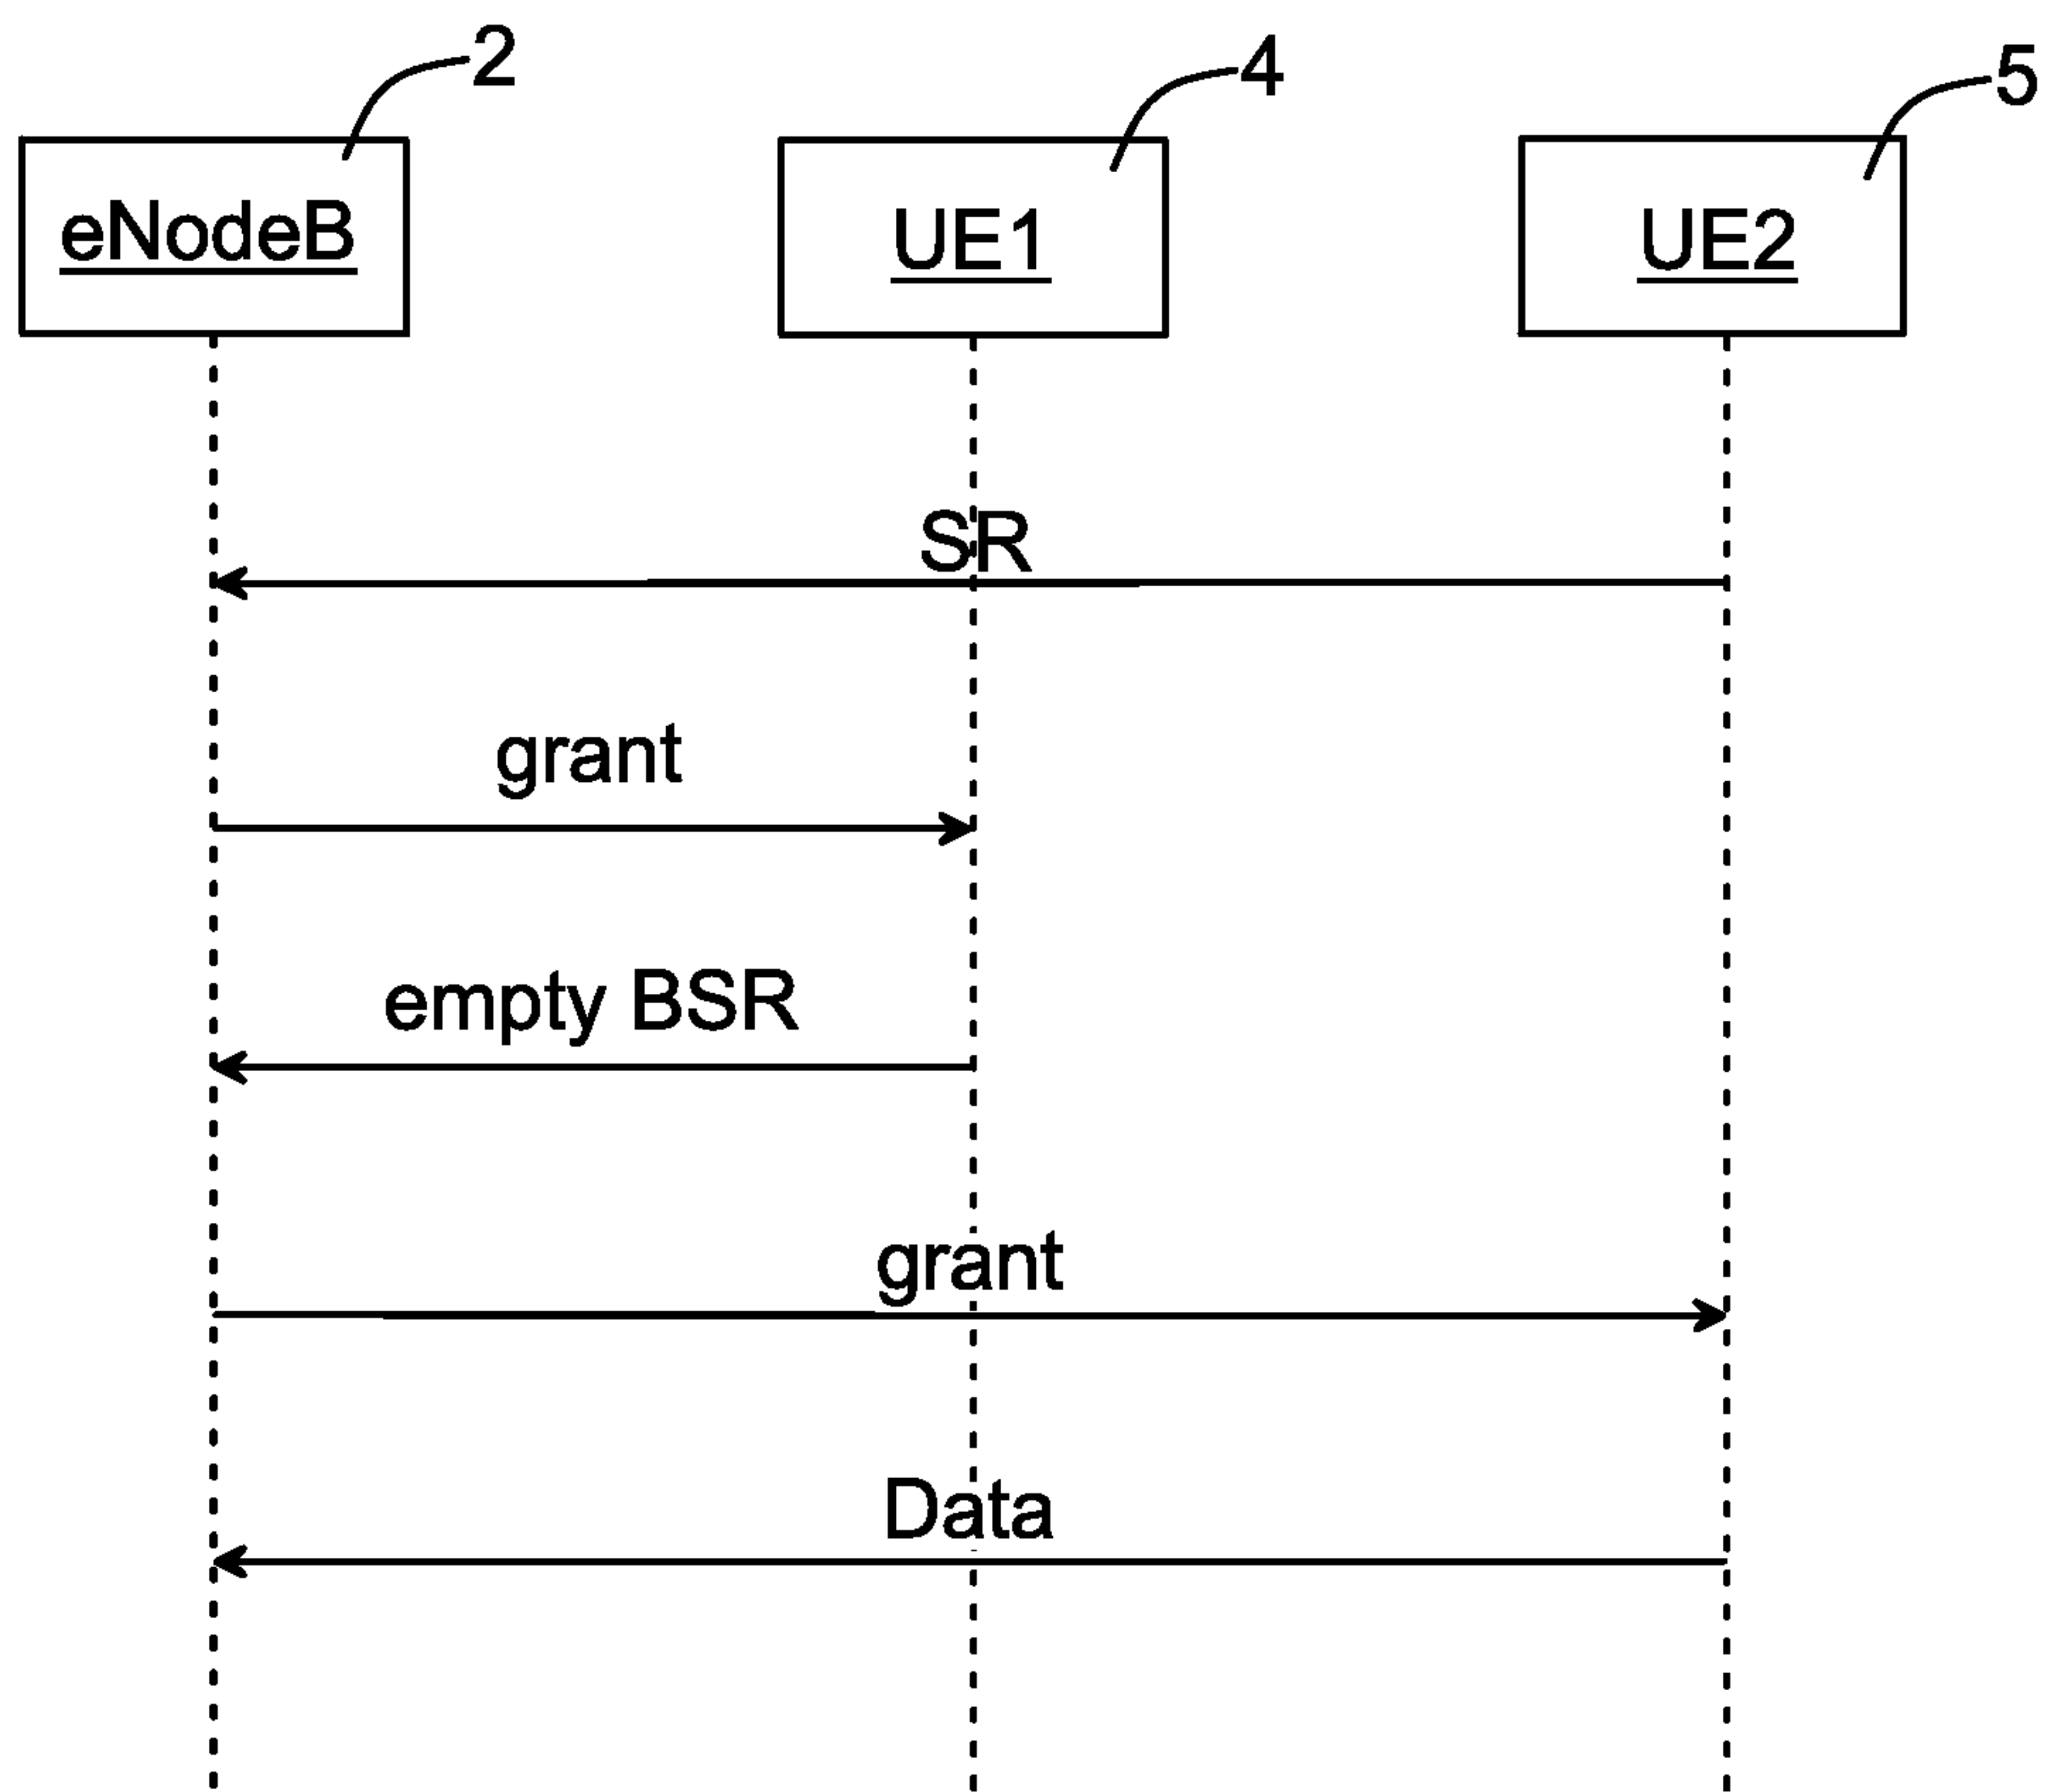 2
4
5
eNodeB
UE1
UE2
SR
grant
empty BSR
grant
Data